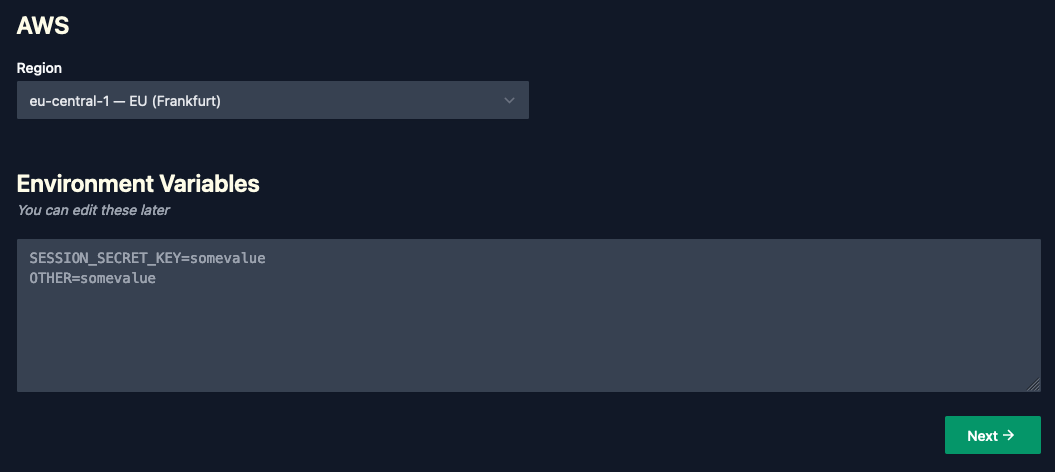 AWS
Region
eu-central-1 — EU (Frankfurt)
Environment Variables
You can edit these later
SESSION_SECRET_KEY=somevalue
OTHER=somevalue
Next →